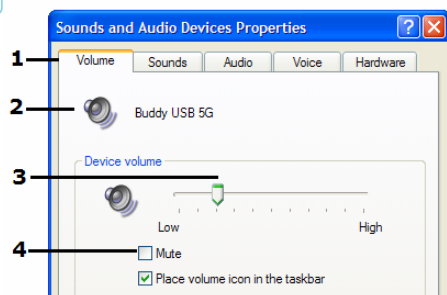 Sounds and Audio Devices Properties
1
Volume Sounds Audio Voice Hardware
2
Buddy USB 5G
Device volume
3
Low High
4
Mute
Place volume icon in the taskbar